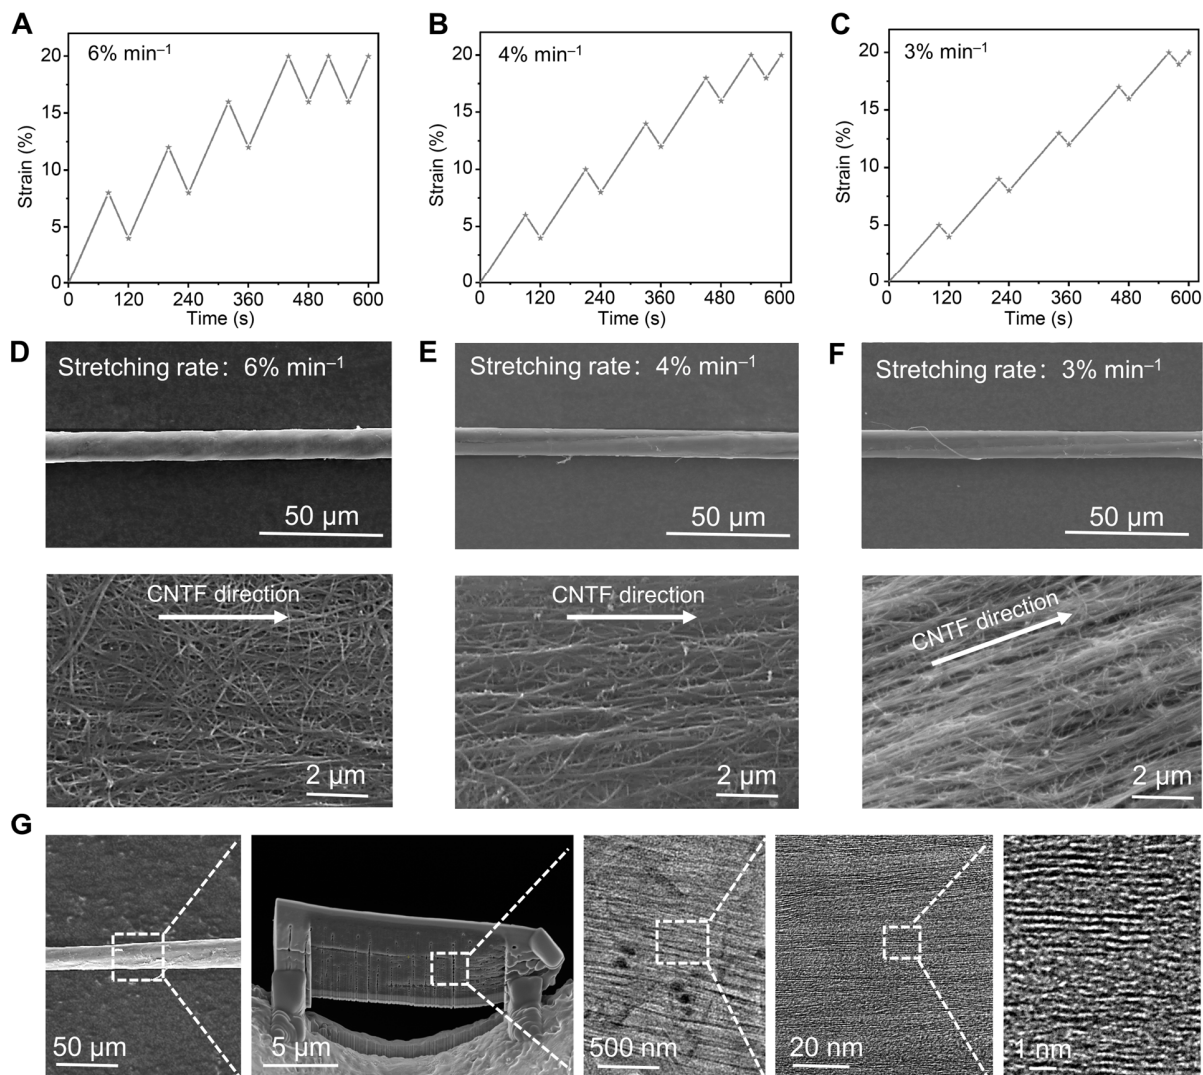 A
6% min⁻¹
Strain (%)
20
15
10
5
0
0 120 240 360 480 600
Time (s)
B
4% min⁻¹
Strain (%)
20
15
10
5
0
0 120 240 360 480 600
Time (s)
C
3% min⁻¹
Strain (%)
20
15
10
5
0
0 120 240 360 480 600
Time (s)
D
Stretching rate: 6% min⁻¹
50 µm
CNTF direction
2 µm
E
Stretching rate: 4% min⁻¹
50 µm
CNTF direction
2 µm
F
Stretching rate: 3% min⁻¹
50 µm
CNTF direction
2 µm
G
50 µm
5 µm
500 nm
20 nm
1 nm